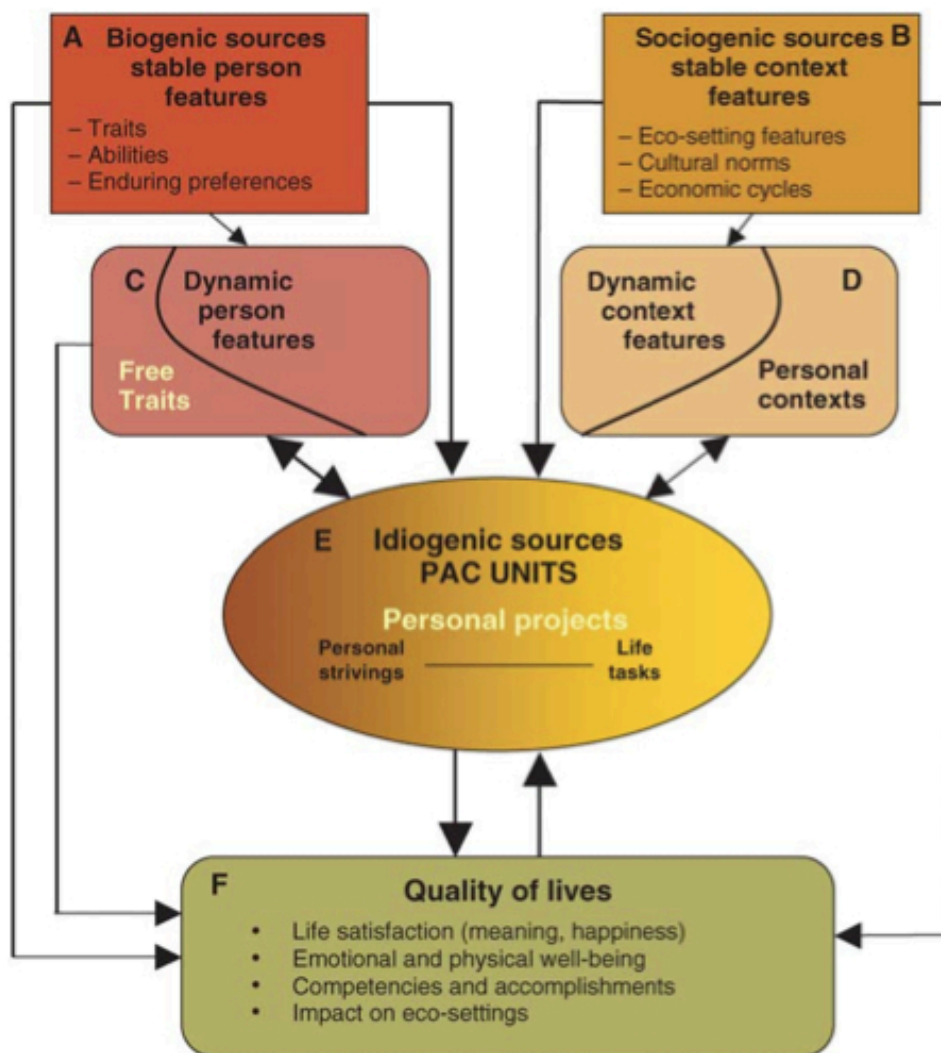 A Biogenic sources
stable person
features
– Traits
– Abilities
– Enduring preferences
Sociogenic sources B
stable context
features
– Eco-setting features
– Cultural norms
– Economic cycles
C Dynamic
person
features
Free
Traits
Dynamic D
context
features
Personal
contexts
E Idiogenic sources
PAC UNITS
Personal projects
Personal
strivings
Life
tasks
F Quality of lives
• Life satisfaction (meaning, happiness)
• Emotional and physical well-being
• Competencies and accomplishments
• Impact on eco-settings